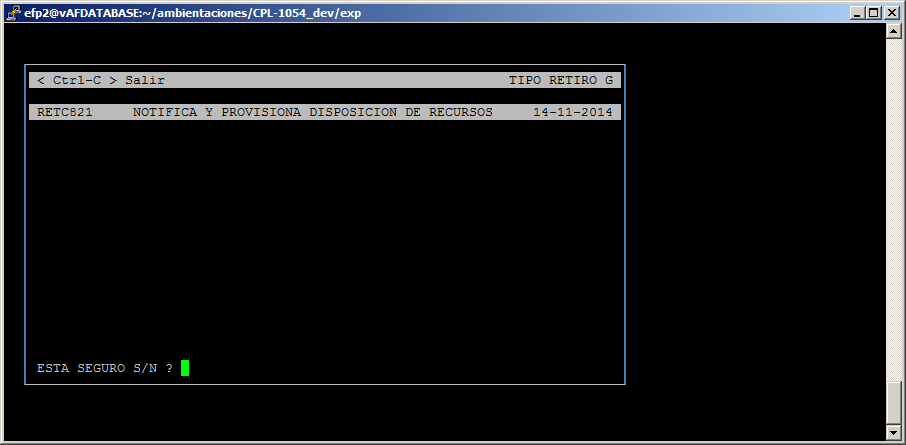 efp2@vAFDATABASE:~/ambientaciones/CPL-1054_dev/exp
< Ctrl-C > Salir TIPO RETIRO G
RETC821 NOTIFICA Y PROVISIONA DISPOSICION DE RECURSOS 14-11-2014
ESTA SEGURO S/N ?